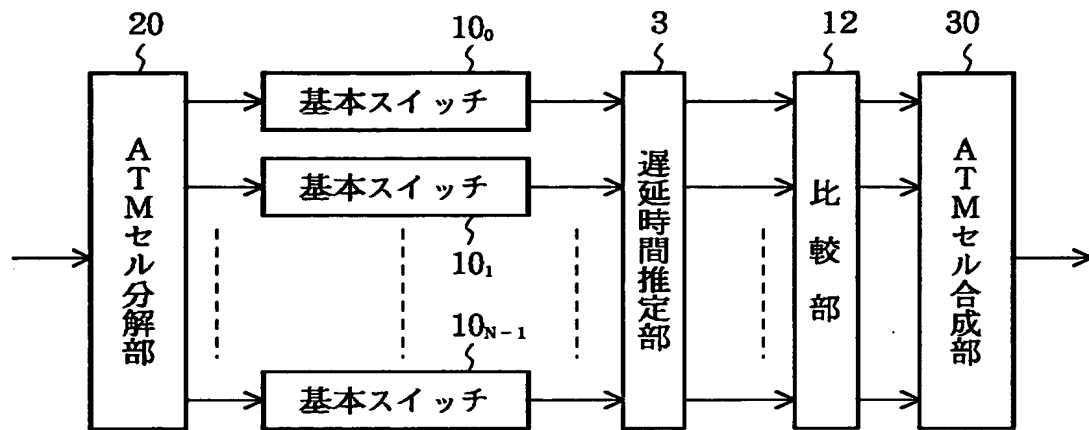 20
10₀
3
12
30
ATMセル分解部
基本スイッチ
基本スイッチ
10₁
10N-1
基本スイッチ
遅延時間推定部
比較部
ATMセル合成部